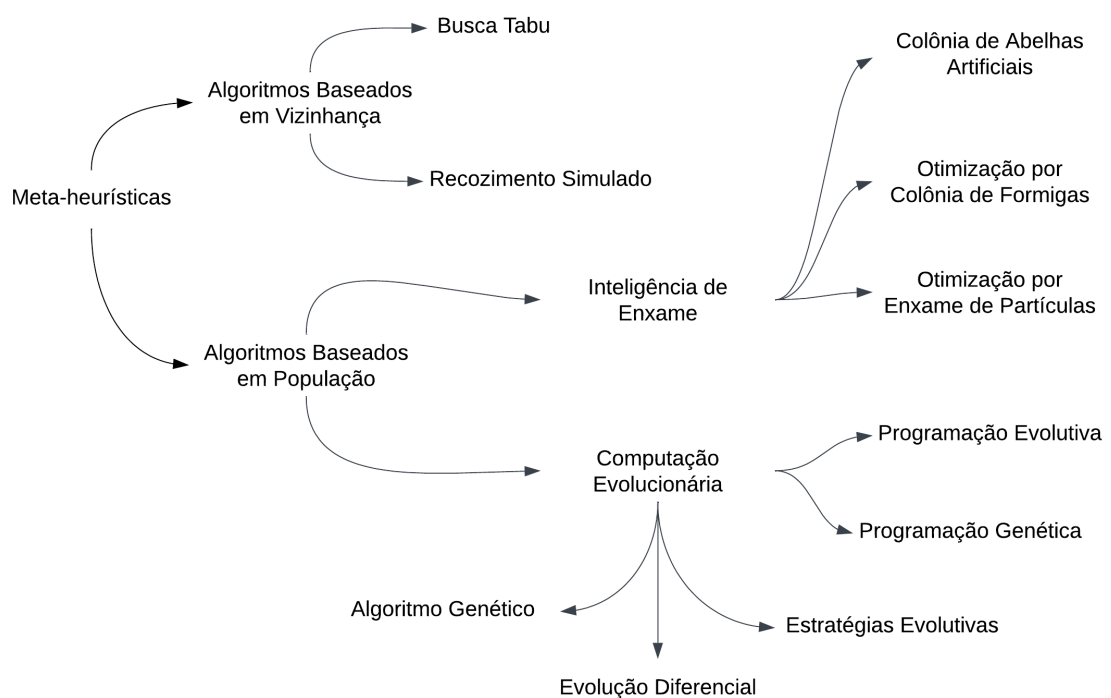 Busca Tabu
Colônia de Abelhas
Artificiais
Algoritmos Baseados
em Vizinhança
Otimização por
Colônia de Formigas
Recozimento Simulado
Meta-heurísticas
Inteligência de
Enxame
Otimização por
Enxame de Partículas
Algoritmos Baseados
em População
Programação Evolutiva
Computação
Evolucionária
Programação Genética
Algoritmo Genético
Estratégias Evolutivas
Evolução Diferencial